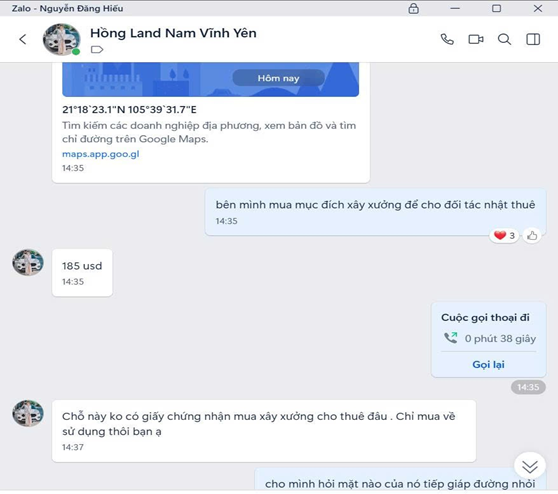 Zalo - Nguyễn Đăng Hiếu
Hồng Land Nam Vĩnh Yên
Hôm nay
21°18`23.1"N 105°39`31.7"E
Tìm kiếm các doanh nghiệp địa phương, xem bản đồ và tìm
chỉ đường trên Google Maps.
maps.app.goo.gl
14:35
bên mình mua mục đích xây xưởng để cho đối tác nhật thuê
14:35
3
185 usd
14:35
Cuộc gọi thoại đi
0 phút 38 giây
Gọi lại
14:35
Chỗ này ko có giấy chứng nhận mua xây xưởng cho thuê đâu . Chỉ mua về
sử dụng thôi bạn ạ
14:37
cho mình hỏi mặt nào của nó tiếp giáp đường nhỏi